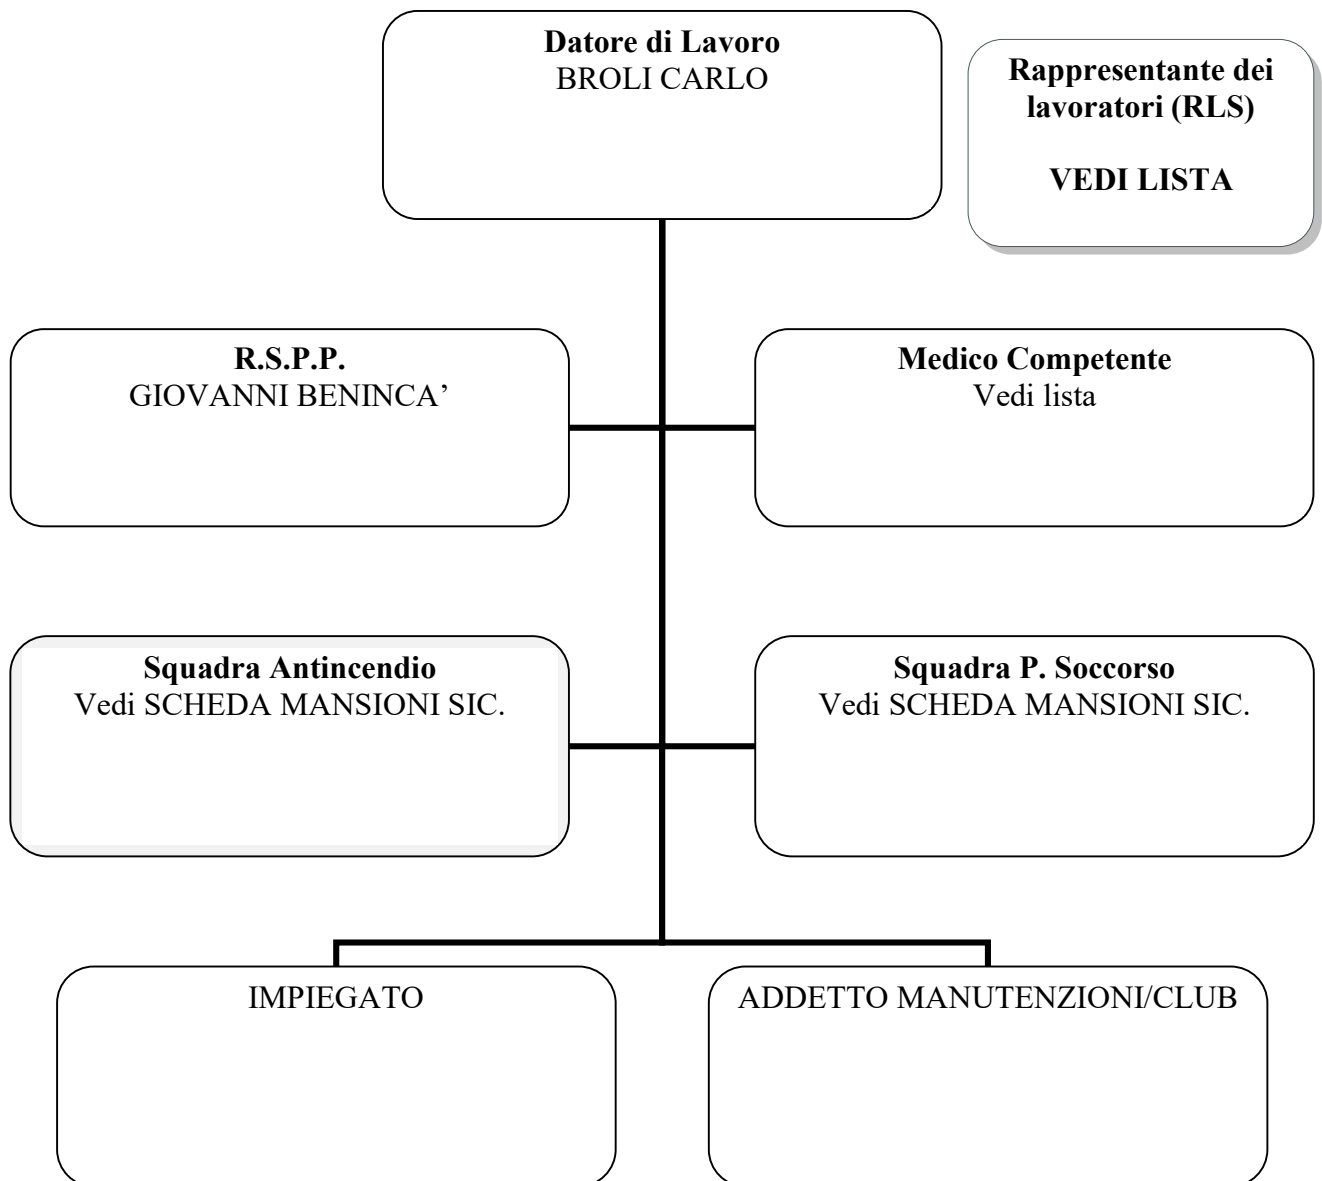 Datore di Lavoro
BROLI CARLO
Rappresentante dei
lavoratori (RLS)
VEDI LISTA
R.S.P.P.
GIOVANNI BENINCA’
Medico Competente
Vedi lista
Squadra Antincendio
Vedi SCHEDA MANSIONI SIC.
Squadra P. Soccorso
Vedi SCHEDA MANSIONI SIC.
IMPIEGATO
ADDETTO MANUTENZIONI/CLUB